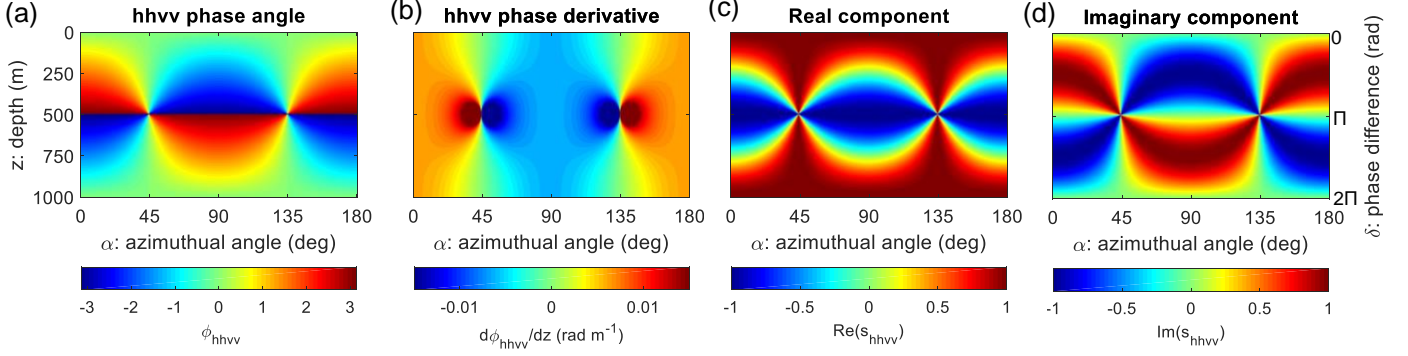 (a) hhvv phase angle
z: depth (m)
0
250
500
750
1000
0 45 90 135 180
α: azimuthual angle (deg)
-3 -2 -1 0 1 2 3
ϕhhvv
(b) hhvv phase derivative
0 45 90 135 180
α: azimuthual angle (deg)
-0.01 0 0.01
dϕhhvv/dz (rad m-1)
(c) Real component
0 45 90 135 180
α: azimuthual angle (deg)
-1 -0.5 0 0.5 1
Re(shhvv)
(d) Imaginary component
0
Π
2Π
δ: phase difference (rad)
0 45 90 135 180
α: azimuthual angle (deg)
-1 -0.5 0 0.5 1
Im(shhvv)